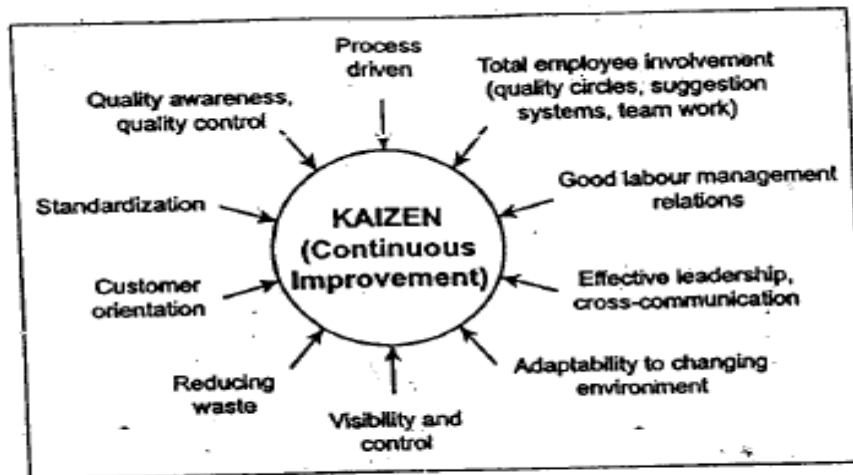 Process
driven
Total employee involvement
(quality circles, suggestion
systems, team work)
Quality awareness,
quality control
Good labour management
relations
Standardization
KAIZEN
(Continuous
Improvement)
Effective leadership,
cross-communication
Customer
orientation
Adaptability to changing
environment
Reducing
waste
Visibility and
control